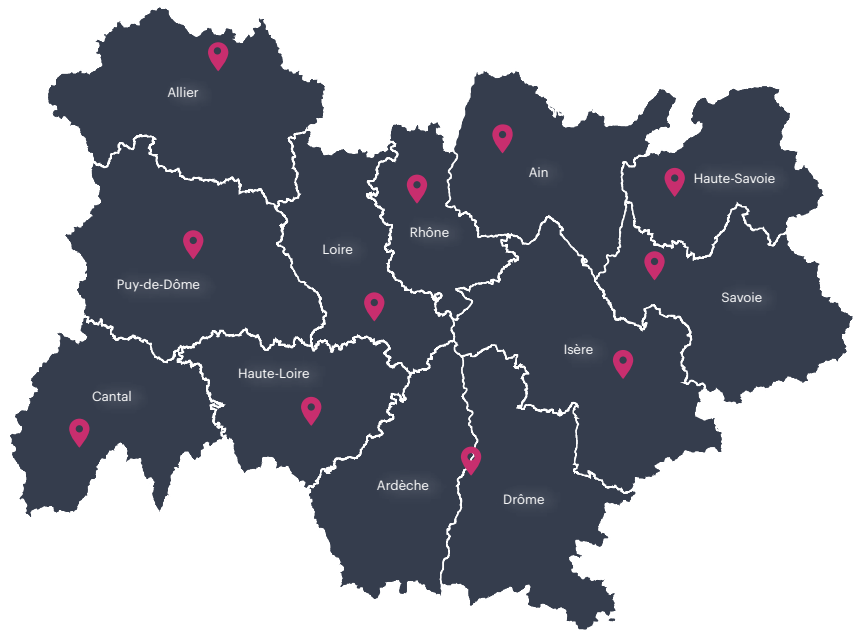 Allier
Ain
Haute-Savoie
Rhône
Loire
Puy-de-Dôme
Savoie
Isère
Haute-Loire
Cantal
Ardèche
Drôme